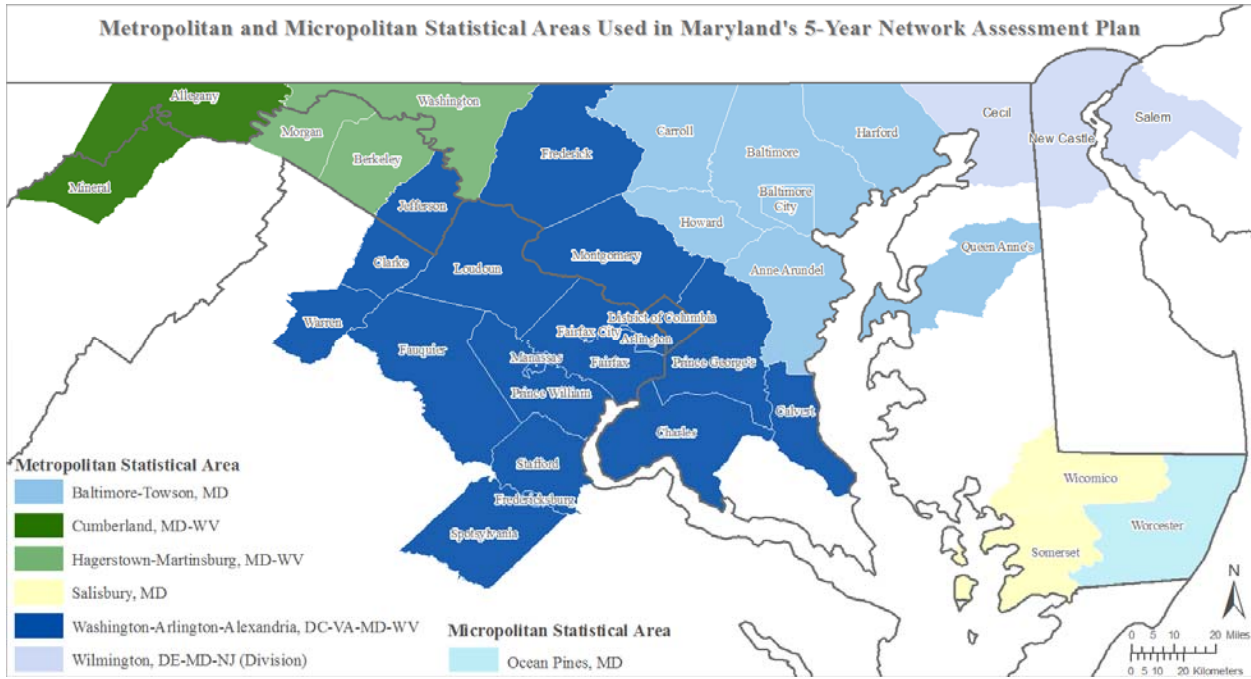 Metropolitan and Micropolitan Statistical Areas Used in Maryland's 5-Year Network Assessment Plan
Allegany
Washington
Cecil
Salem
Morgan
Carroll
Harford
New Castle
Berkeley
Frederick
Baltimore
Mineral
Baltimore
City
Jefferson
Howard
Queen Anne's
Clarke
Loudoun
Montgomery
Anne Arundel
Warren
District of Columbia
Fairfax City
Arlington
Fauquier
Manassas
Fairfax
Prince George's
Prince William
Calvert
Charles
Stafford
Fredericksburg
Spotsylvania
Wicomico
Worcester
Somerset
Metropolitan Statistical Area
Baltimore-Towson, MD
Cumberland, MD-WV
Hagerstown-Martinsburg, MD-WV
Salisbury, MD
Washington-Arlington-Alexandria, DC-VA-MD-WV
Wilmington, DE-MD-NJ (Division)
Micropolitan Statistical Area
Ocean Pines, MD
N
0 5 10 20 Miles
0 5 10 20 Kilometers